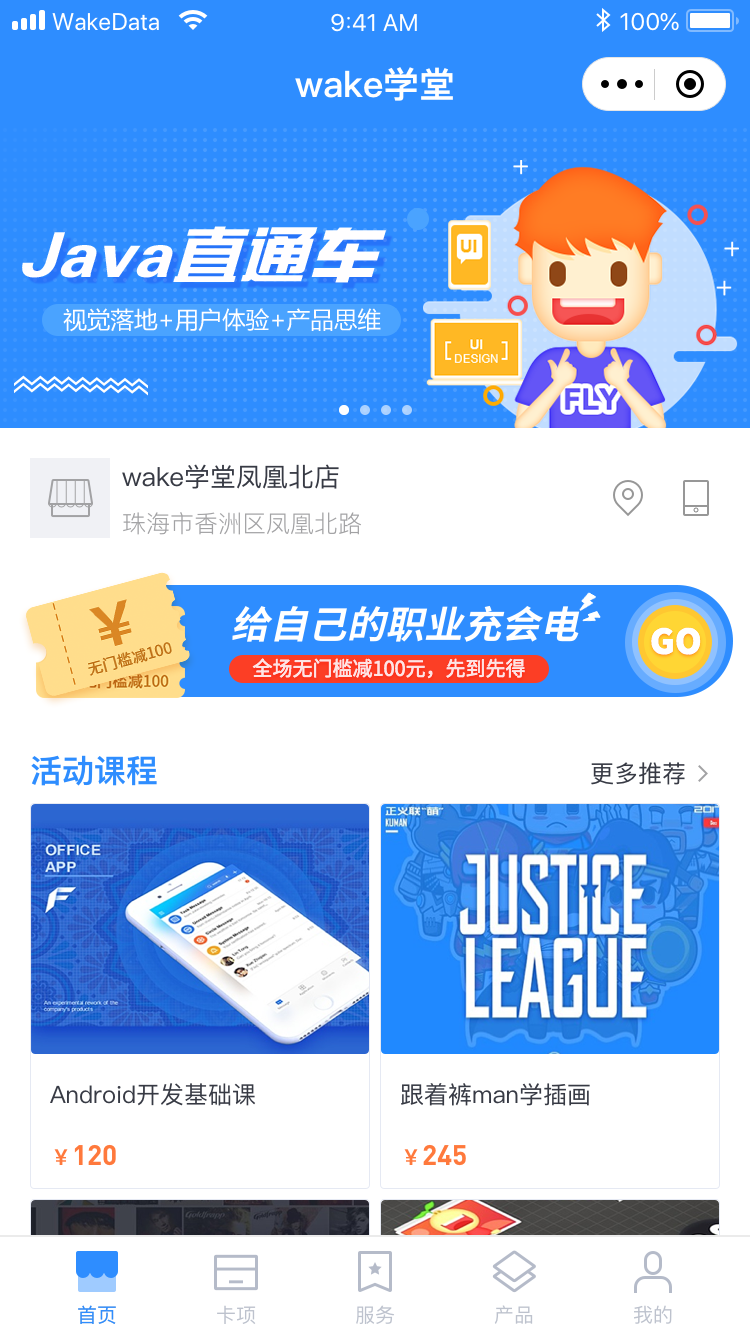 WakeData
9:41 AM
100%
wake学堂
Java直通车
视觉落地+用户体验+产品思维
UI
UI
DESIGN
FLY
wake学堂凤凰北店
珠海市香洲区凤凰北路
¥
无门槛减100
无门槛减100
给自己的职业充会电
全场无门槛减100元，先到先得
GO
活动课程
更多推荐
OFFICE
APP
An experimental rework of the
company's products
正义联“萌”
KUMAN
JUSTICE
LEAGUE
Android开发基础课
¥ 120
跟着裤man学插画
¥ 245
首页
卡项
服务
产品
我的